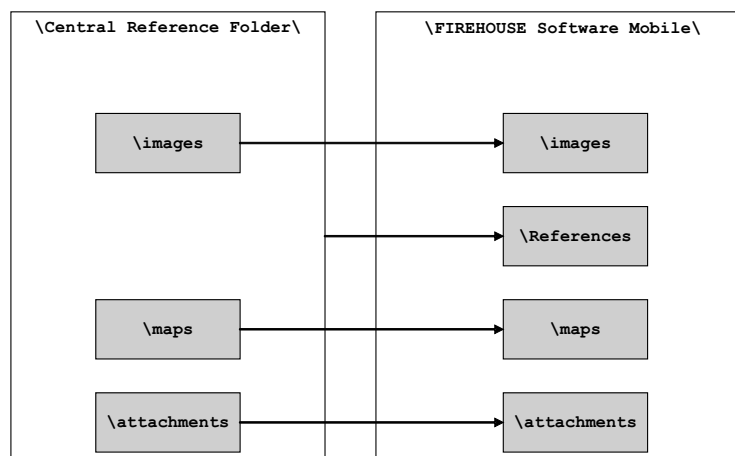 \Central Reference Folder\
\FIREHOUSE Software Mobile\
\images
\images
\References
\maps
\maps
\attachments
\attachments